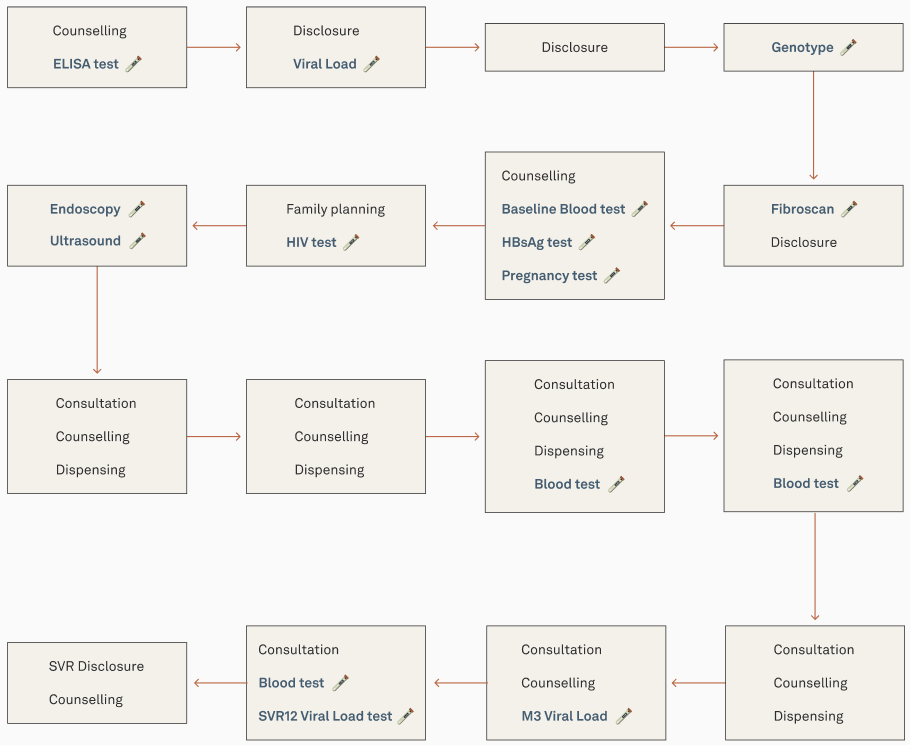 Counselling
ELISA test
Disclosure
Viral Load
Disclosure
Genotype
Fibroscan
Disclosure
Counselling
Baseline Blood test
HBsAg test
Pregnancy test
Family planning
HIV test
Endoscopy
Ultrasound
Consultation
Counselling
Dispensing
Consultation
Counselling
Dispensing
Consultation
Counselling
Dispensing
Blood test
Consultation
Counselling
Dispensing
Blood test
Consultation
Counselling
Dispensing
Consultation
Counselling
M3 Viral Load
Consultation
Blood test
SVR12 Viral Load test
SVR Disclosure
Counselling